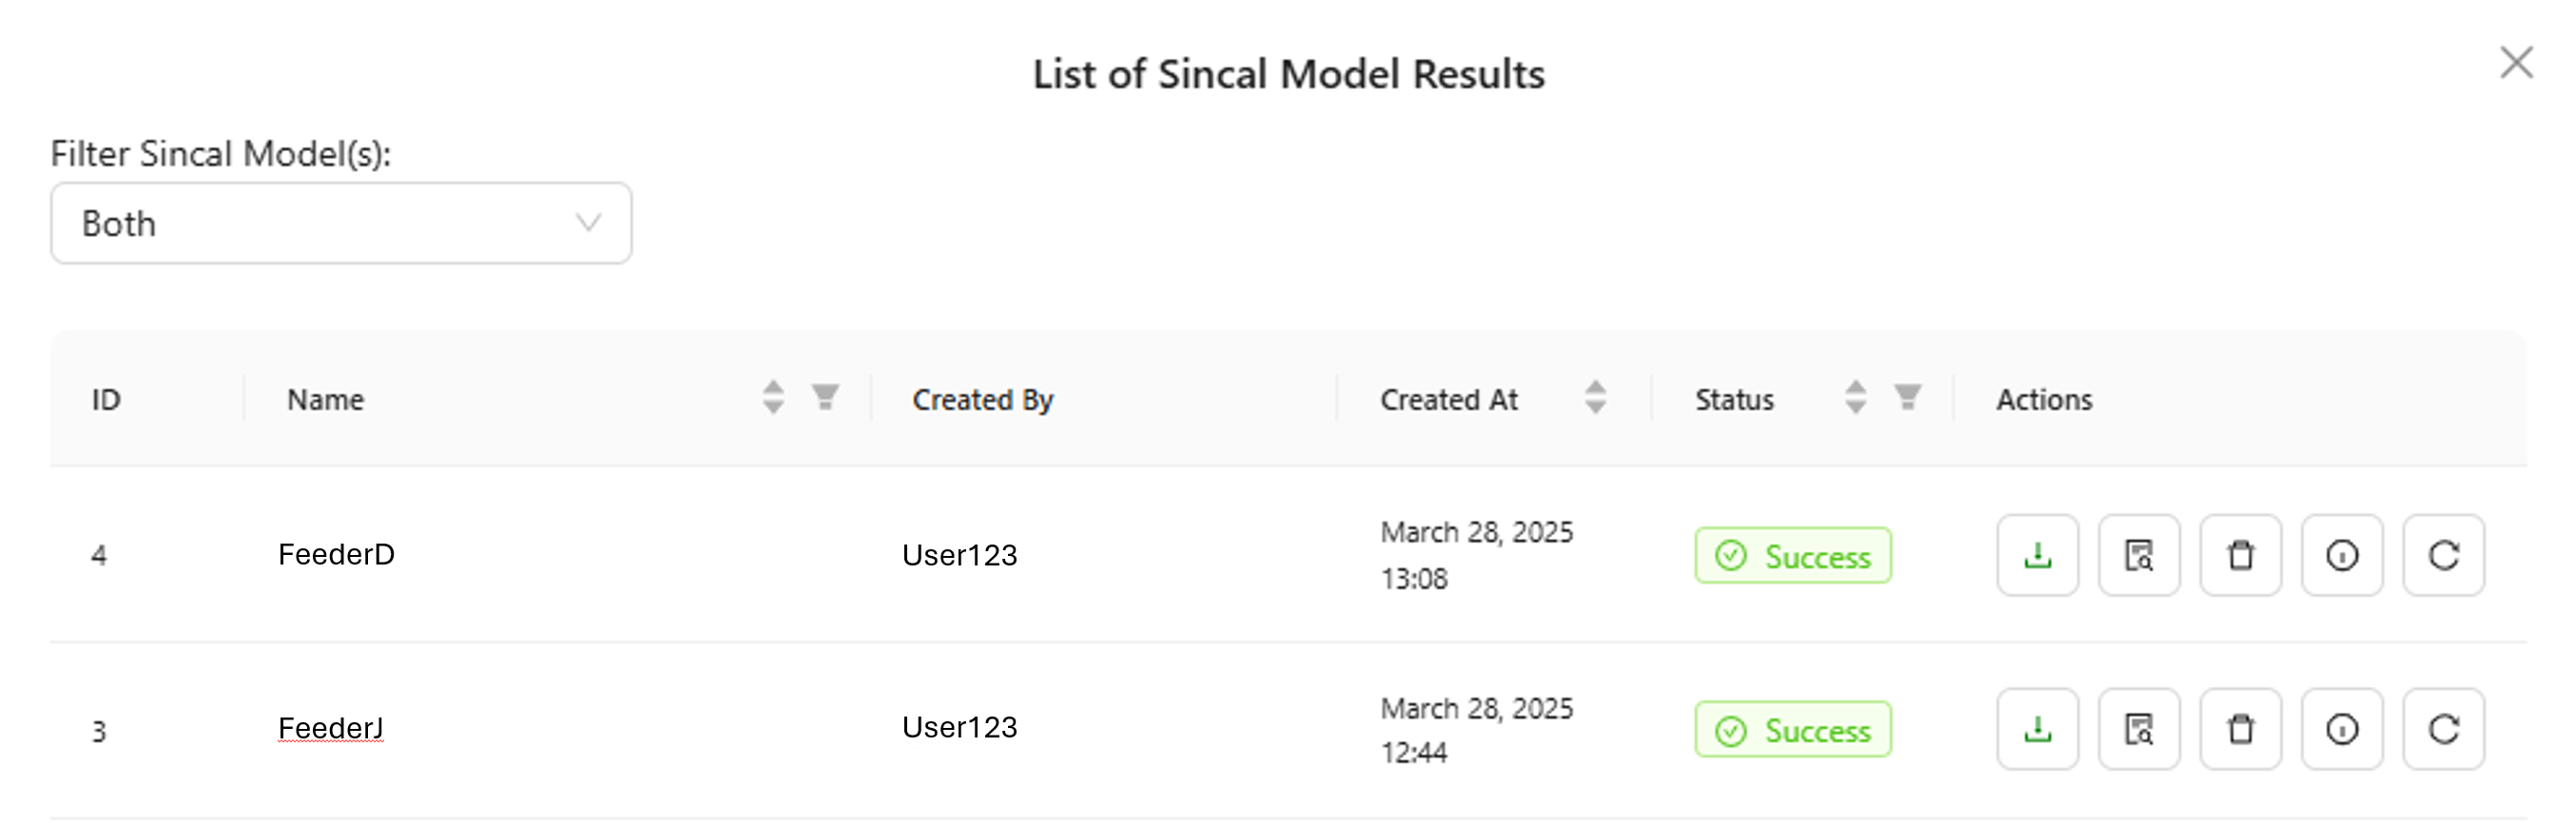 List of Sincal Model Results
Filter Sincal Model(s):
Both
ID Name Created By Created At Status Actions
4 FeederD User123 March 28, 2025 13:08 Success
3 FeederJ User123 March 28, 2025 12:44 Success